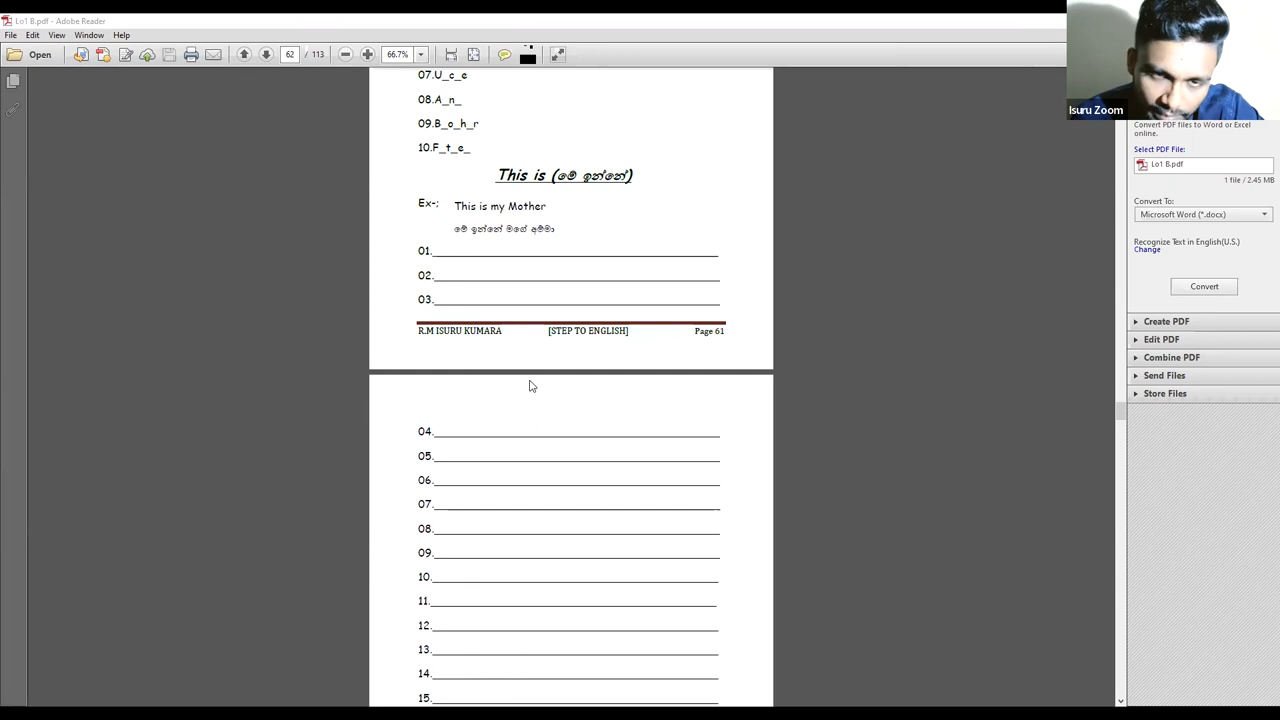 Lo1 B.pdf - Adobe Reader
File Edit View Window Help
Open 62 / 113 66.7%
07.U_c_e
08.A_n_
09.B_o_h_r
10.F_t_e_
This is (මේ ඉන්නේ)
Ex-; This is my Mother
මේ ඉන්නේ මගේ අම්මා
01.
02.
03.
R.M ISURU KUMARA [STEP TO ENGLISH] Page 61
04.
05.
06.
07.
08.
09.
10.
11.
12.
13.
14.
15.
Isuru Zoom
Convert PDF files to Word or Excel
online.
Select PDF File:
Lo1 B.pdf
1 file / 2.45 MB
Convert To:
Microsoft Word (*.docx)
Recognize Text in English(U.S.)
Change
Convert
Create PDF
Edit PDF
Combine PDF
Send Files
Store Files